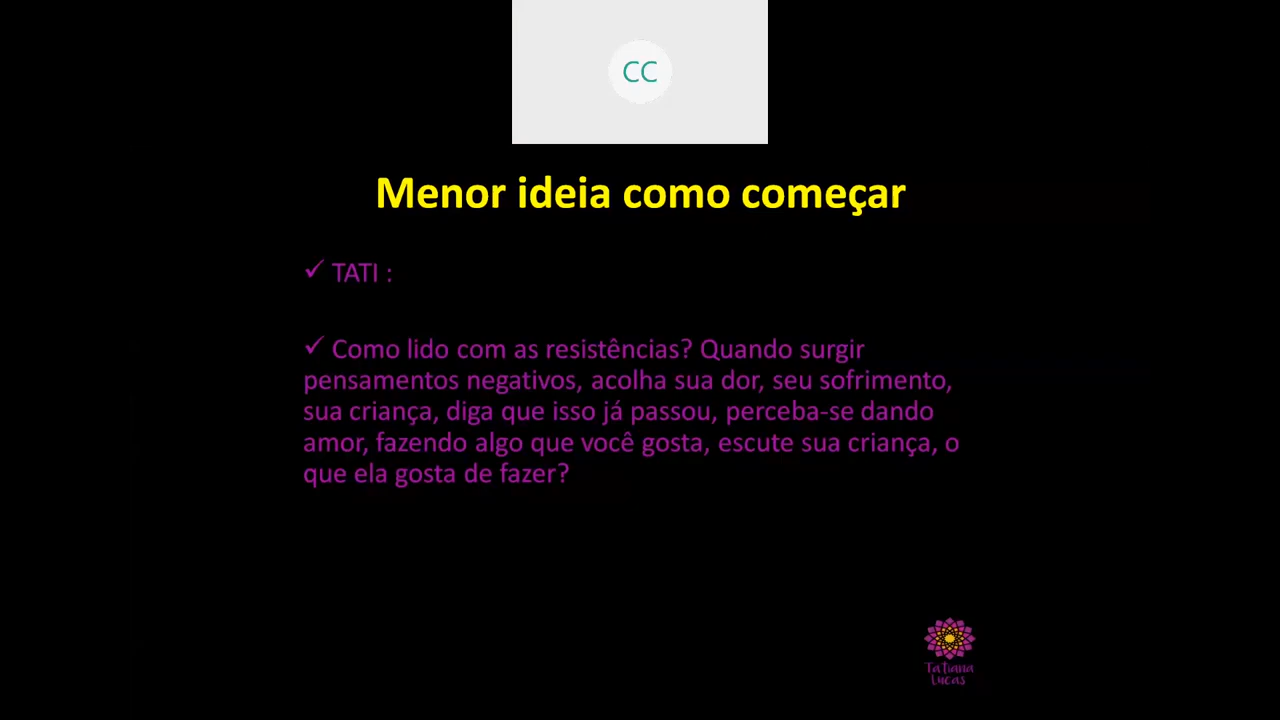 CC
Menor ideia como começar
✓ TATI :
✓ Como lido com as resistências? Quando surgir
pensamentos negativos, acolha sua dor, seu sofrimento,
sua criança, diga que isso já passou, perceba-se dando
amor, fazendo algo que você gosta, escute sua criança, o
que ela gosta de fazer?
Tatiana
Lucas